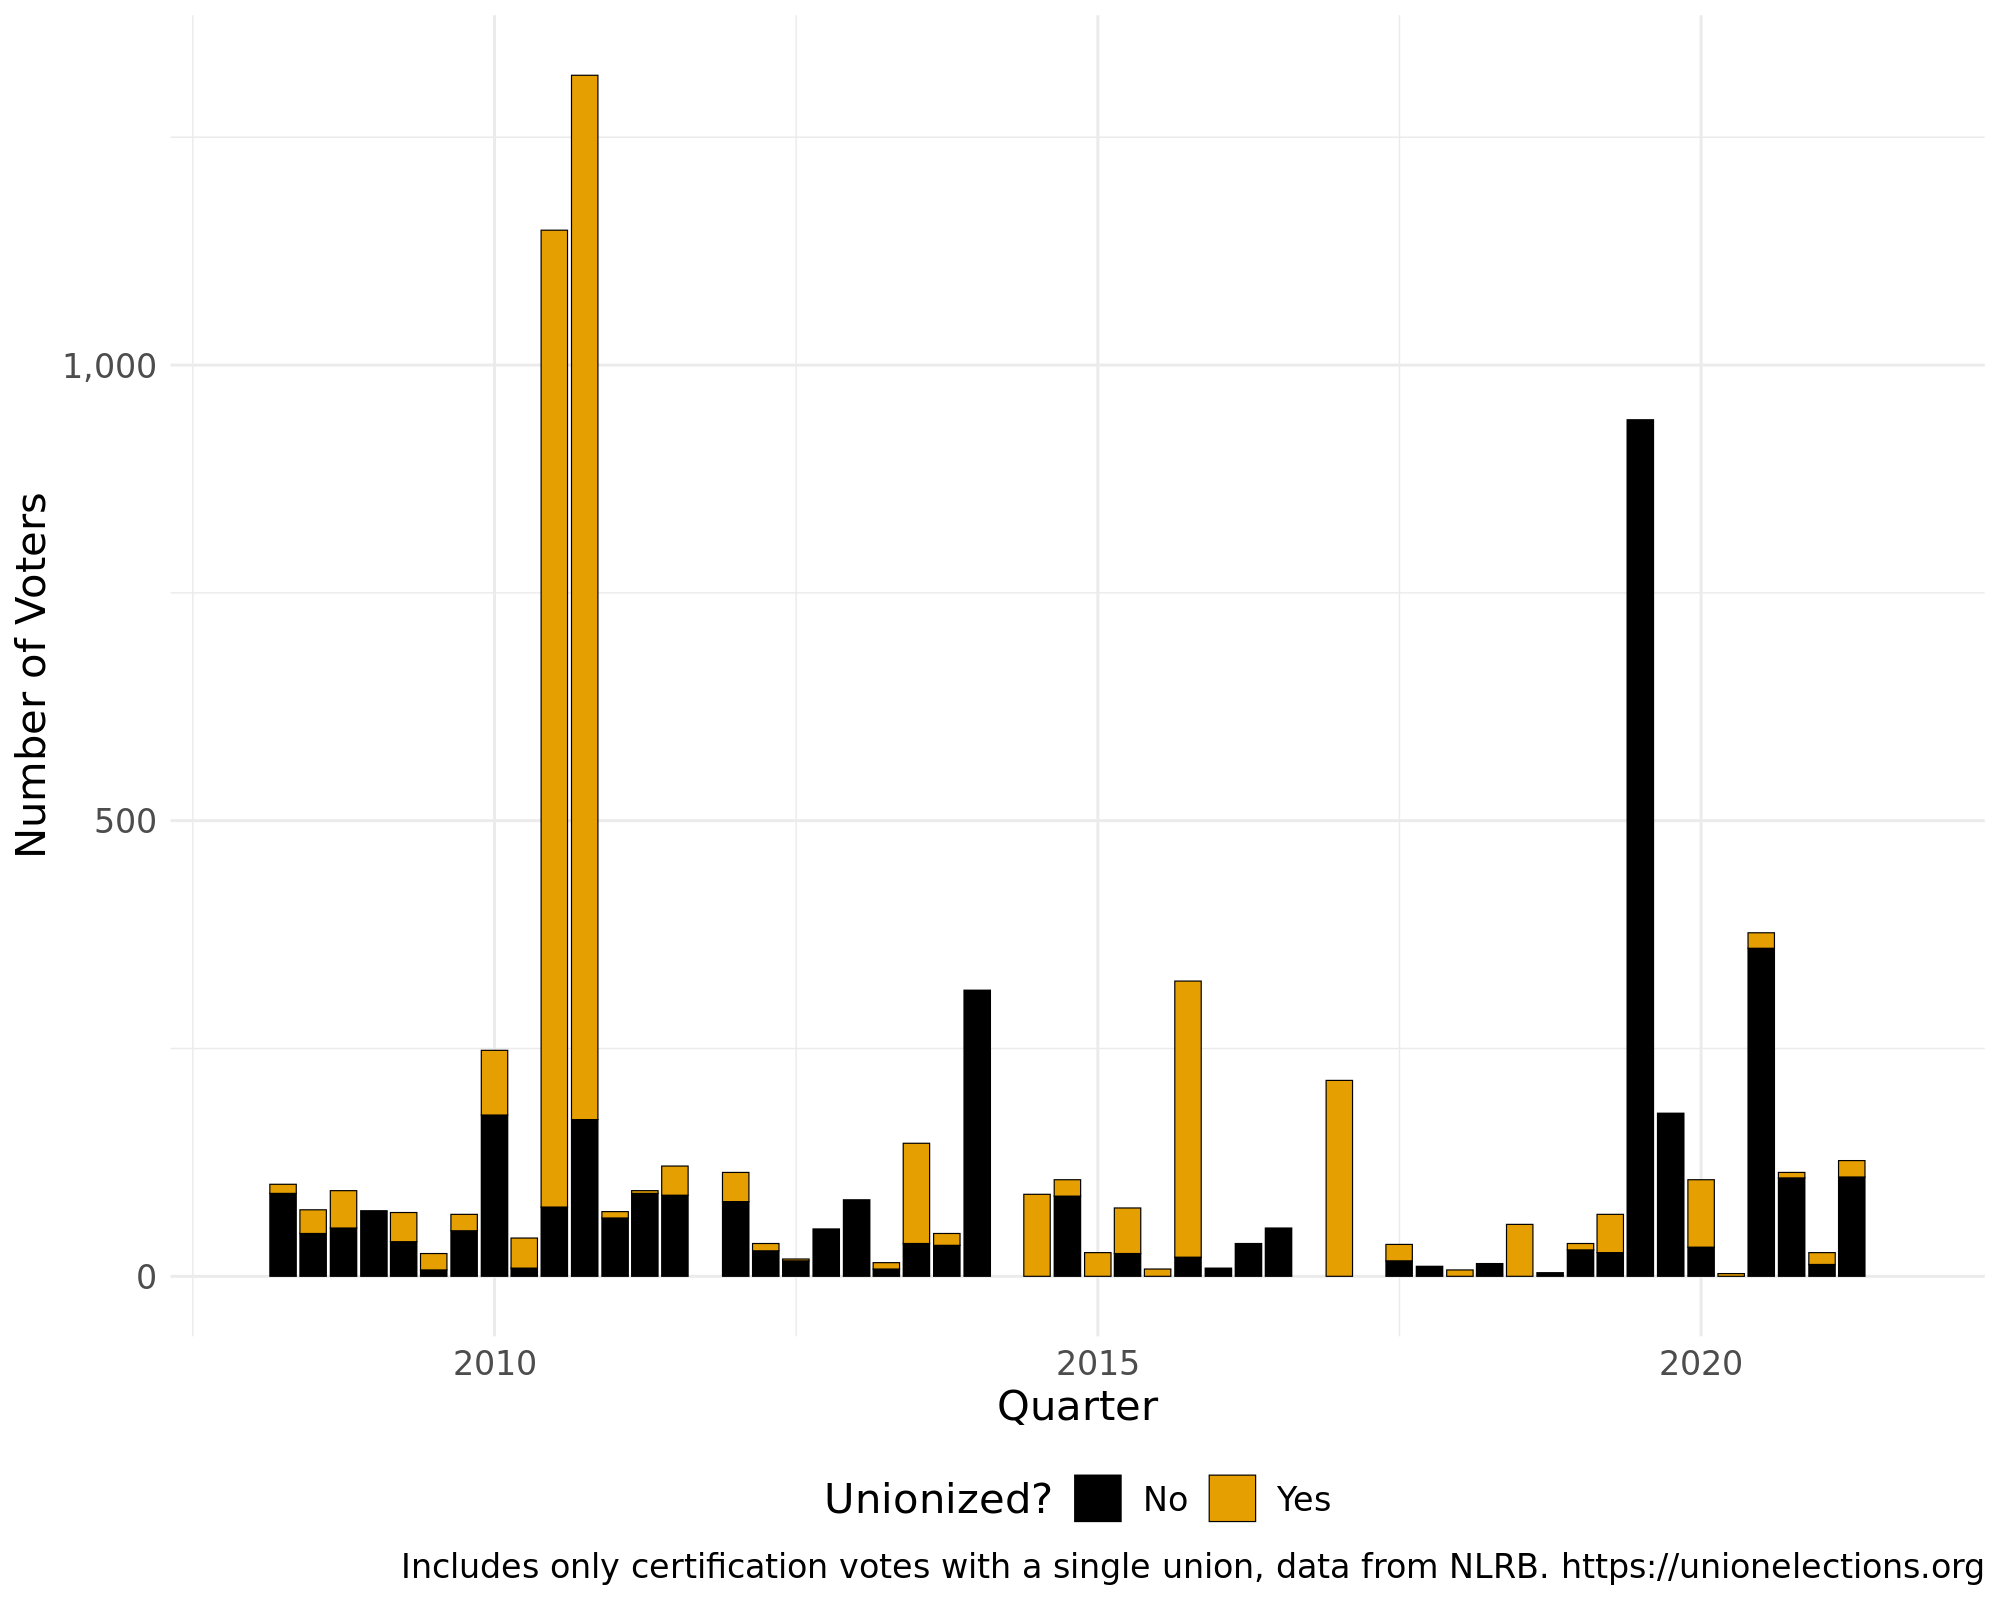 Number of Voters
1,000
500
0
2010 2015 2020
Quarter
Unionized? No Yes
Includes only certification votes with a single union, data from NLRB. https://unionelections.org